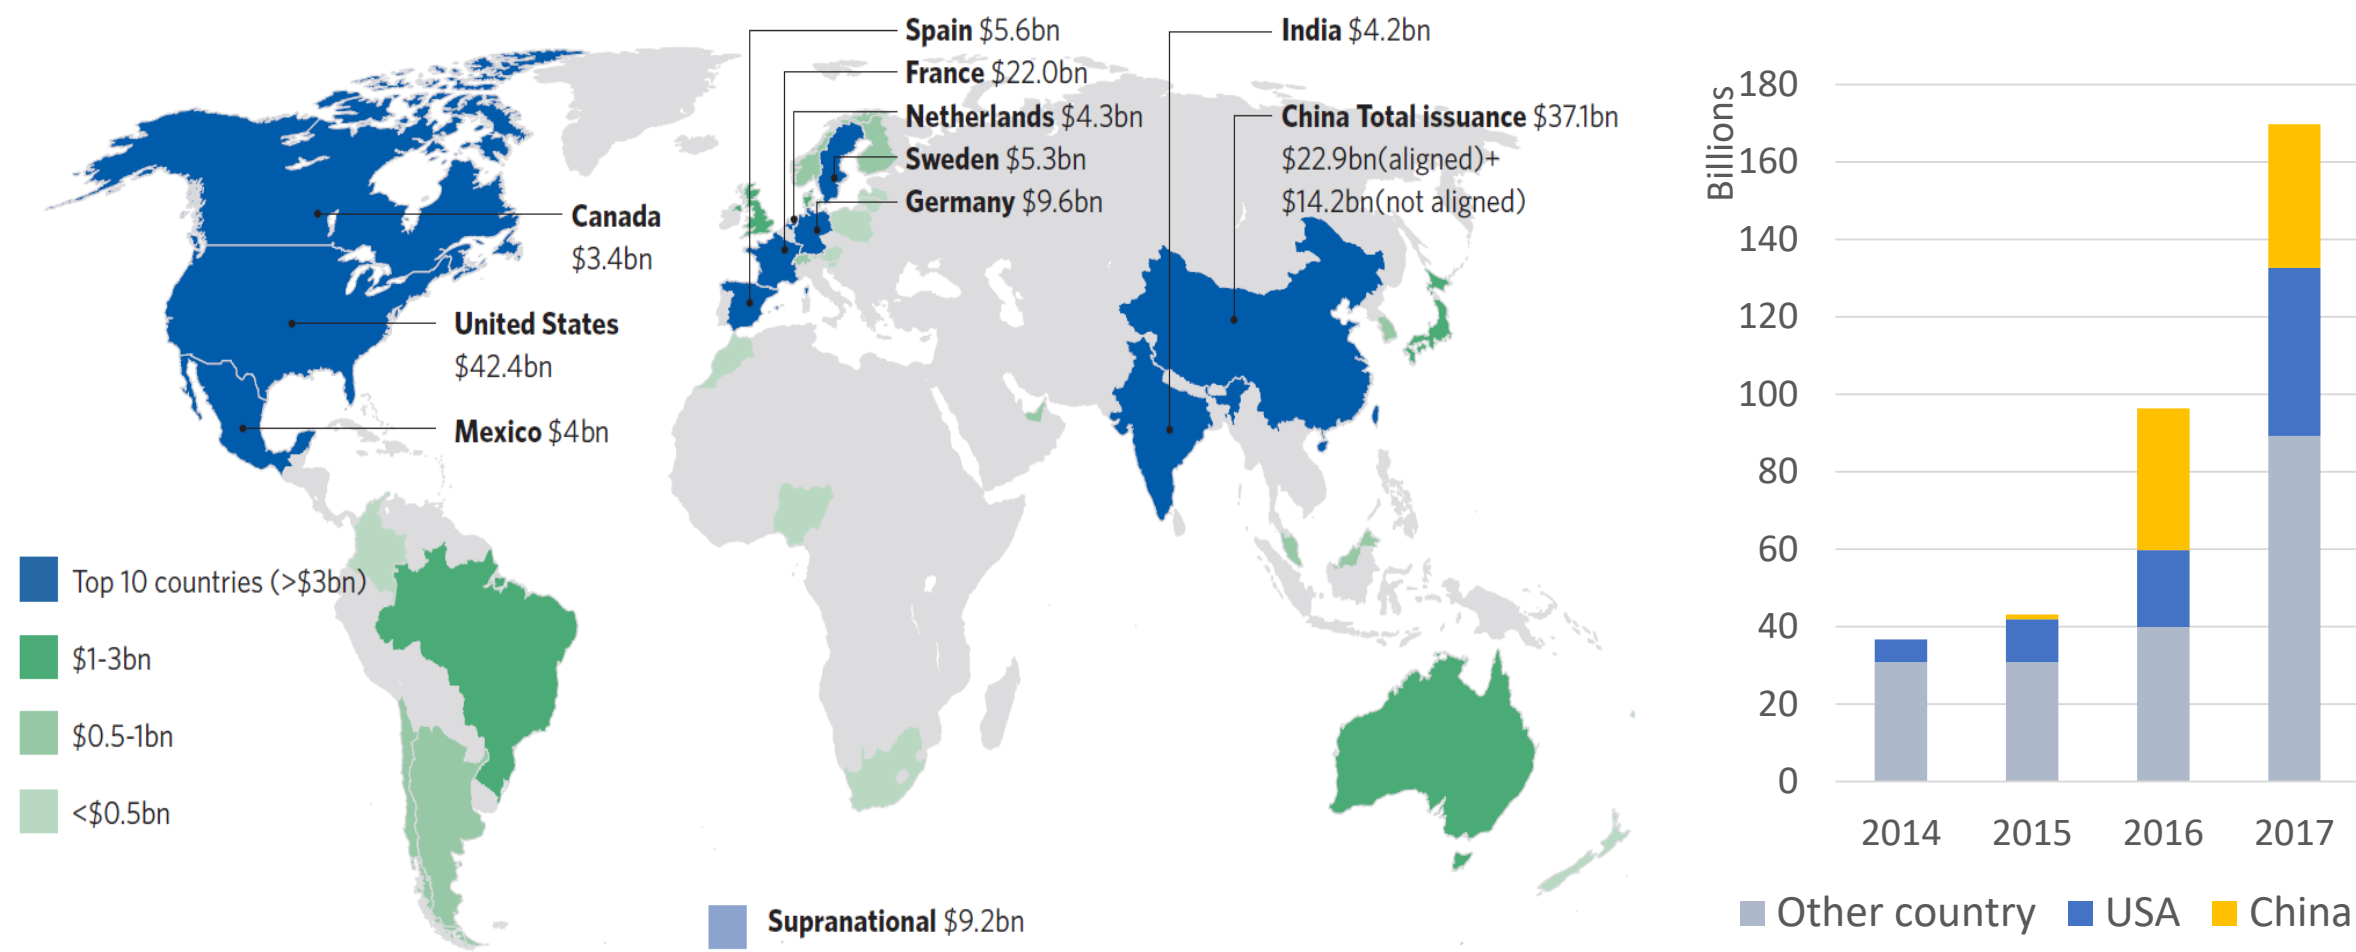 Spain $5.6bn
France $22.0bn
Netherlands $4.3bn
Sweden $5.3bn
Germany $9.6bn
India $4.2bn
China Total issuance $37.1bn
$22.9bn(aligned)+
$14.2bn(not aligned)
Canada
$3.4bn
United States
$42.4bn
Mexico $4bn
Top 10 countries (>$3bn)
$1-3bn
$0.5-1bn
<$0.5bn
Supranational $9.2bn
Billions
180
160
140
120
100
80
60
40
20
0
2014 2015 2016 2017
Other country USA China